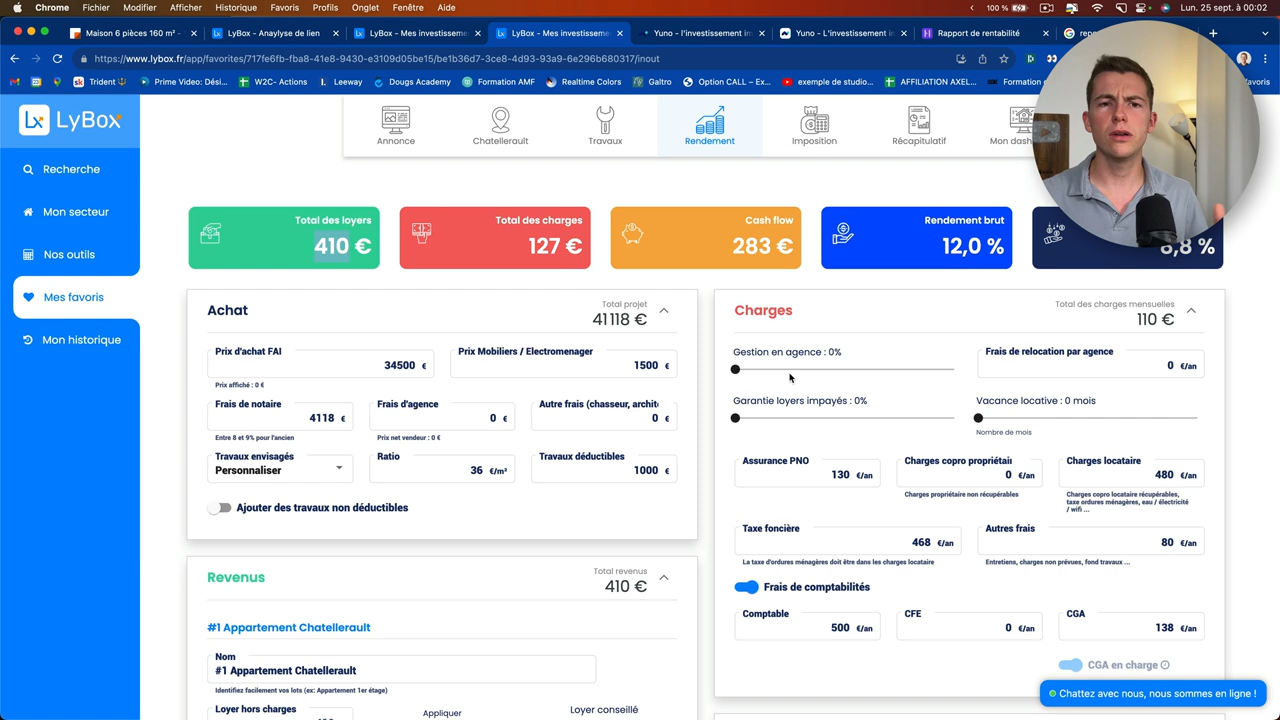 Chrome
Fichier
100 %
Lun. 25 sept. à 00:02
Maison 6 pièces 160 m² -
LyBox - Anaylyse de lien
LyBox - Mes investisseme
LyBox - Mes investisseme
Yuno - l'investissement im
Yuno - L'investissement im
Rapport de rentabilité
https://www.lybox.fr/app/favorites/717fe6fb-fba8-41e8-9430-e3109d05be15/be1b36d7-3ce8-4d93-93a9-6e296b680317/inout
Trident
Prime Video: Dési...
W2C- Actions
Leeway
Dougs Academy
Formation AMF
Realtime Colors
Galtro
Option CALL – Ex...
exemple de studio...
AFFILIATION AXEL...
Formation
favoris
LyBox
Recherche
Mon secteur
Nos outils
Mes favoris
Mon historique
Annonce
Chatellerault
Travaux
Rendement
Imposition
Récapitulatif
Mon dash
Total des loyers
410 €
Total des charges
127 €
Cash flow
283 €
Rendement brut
12,0 %
8,8 %
Achat
Total projet
41 118 €
Prix d'achat FAI
34500 €
Prix affiché : 0 €
Prix Mobiliers / Electromenager
1500 €
Frais de notaire
4118 €
Entre 8 et 9% pour l'ancien
Frais d'agence
0 €
Prix net vendeur : 0 €
Autre frais (chasseur, archit
0 €
Travaux envisagés
Personnaliser
Ratio
36 €/m²
Travaux déductibles
1000 €
Ajouter des travaux non déductibles
Revenus
Total revenus
410 €
#1 Appartement Chatellerault
Nom
#1 Appartement Chatellerault
Identifiez facilement vos lots (ex: Appartement 1er étage)
Loyer hors charges
Appliquer
Loyer conseillé
Charges
Total des charges mensuelles
110 €
Gestion en agence : 0%
Frais de relocation par agence
0 €/an
Garantie loyers impayés : 0%
Vacance locative : 0 mois
Nombre de mois
Assurance PNO
130 €/an
Charges copro propriétai
0 €/an
Charges propriétaire non récupérables
Charges locataire
480 €/an
Charges copro locataire récupérables,
taxe ordures ménagères, eau / électricité
/ wifi ...
Taxe foncière
468 €/an
La taxe d'ordures ménagères doit être dans les charges locataire
Autres frais
80 €/an
Entretiens, charges non prévues, fond travaux ...
Frais de comptabilités
Comptable
500 €/an
CFE
0 €/an
CGA
138 €/an
CGA en charge
Chattez avec nous, nous sommes en ligne !